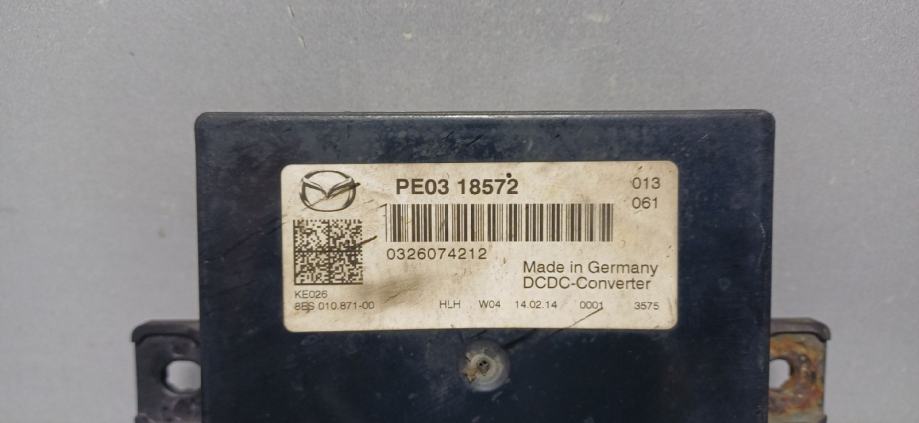 PE03 18572
013
061
0326074212
Made in Germany
DCDC-Converter
KE026
8ES 010.871-00 HLH W04 14.02.14 0001 3575